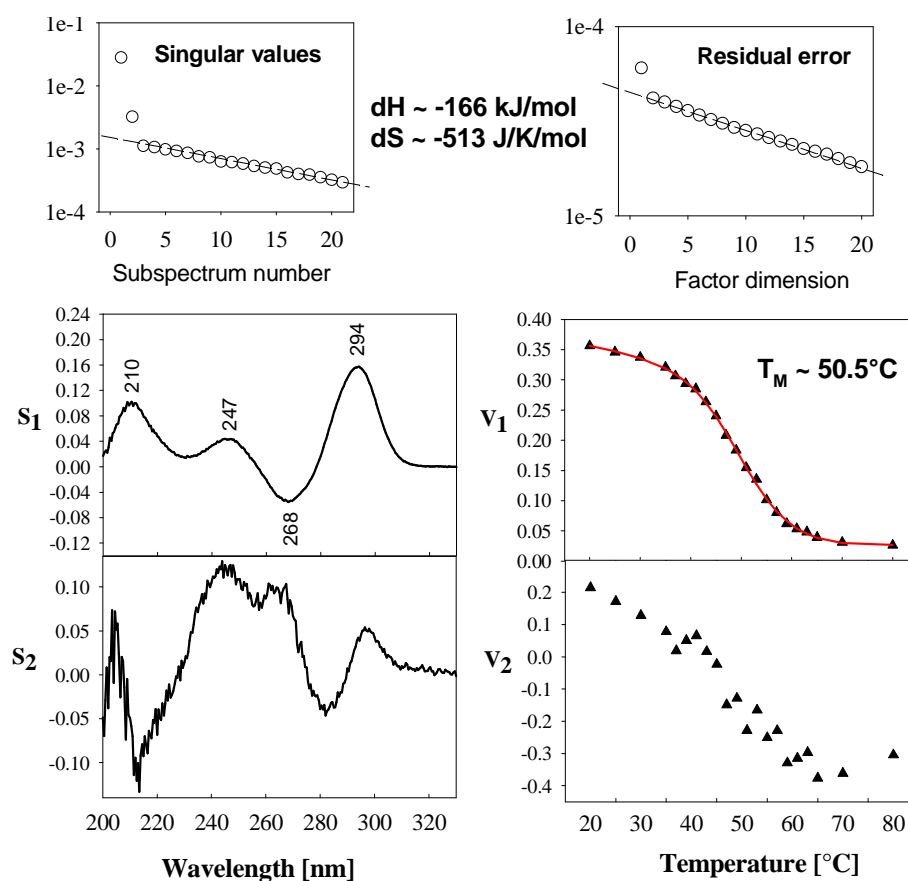 1e-1
1e-2
1e-3
1e-4
Singular values
0 5 10 15 20
Subspectrum number
dH ~ -166 kJ/mol
dS ~ -513 J/K/mol
1e-4
1e-5
Residual error
0 5 10 15 20
Factor dimension
0.24
0.20
0.16
0.12
0.08
0.04
0.00
-0.04
-0.08
-0.12
S1
210
247
268
294
0.40
0.35
0.30
0.25
0.20
0.15
0.10
0.05
0.00
V1
TM ~ 50.5°C
0.10
0.05
0.00
-0.05
-0.10
S2
200 220 240 260 280 300 320
Wavelength [nm]
0.2
0.1
0.0
-0.1
-0.2
-0.3
-0.4
V2
20 30 40 50 60 70 80
Temperature [°C]